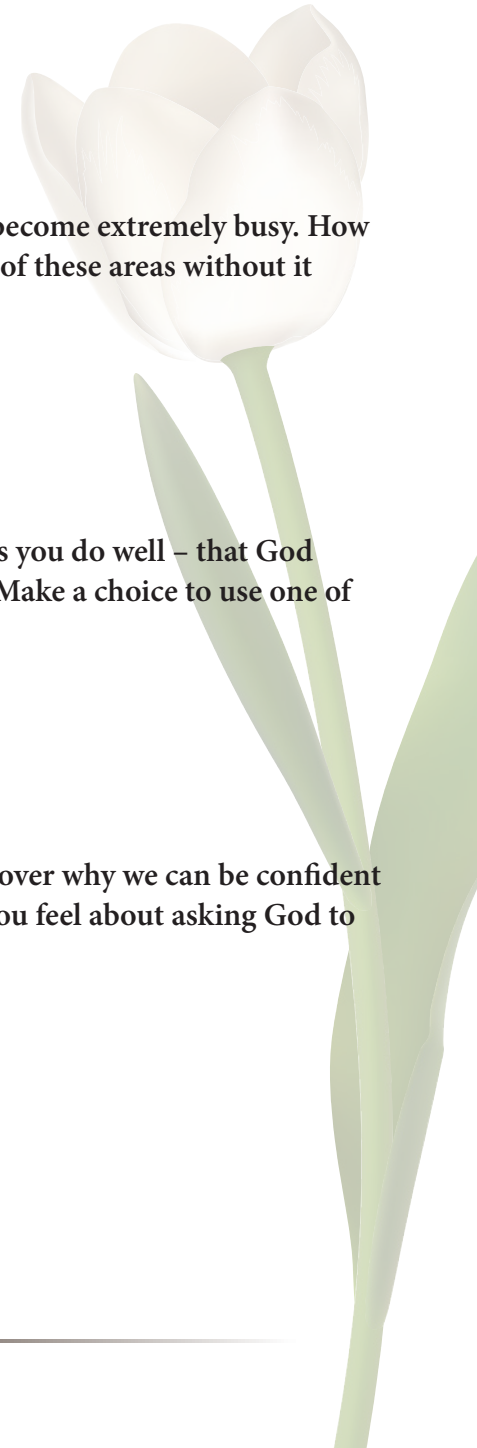 become extremely busy. How
of these areas without it
s you do well – that God
Make a choice to use one of
over why we can be confident
ou feel about asking God to